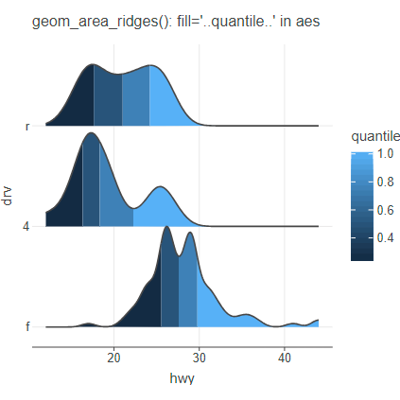 geom_area_ridges(): fill='..quantile..' in aes
quantile
1.0
0.8
0.6
0.4
r
4
f
drv
20 30 40
hwy